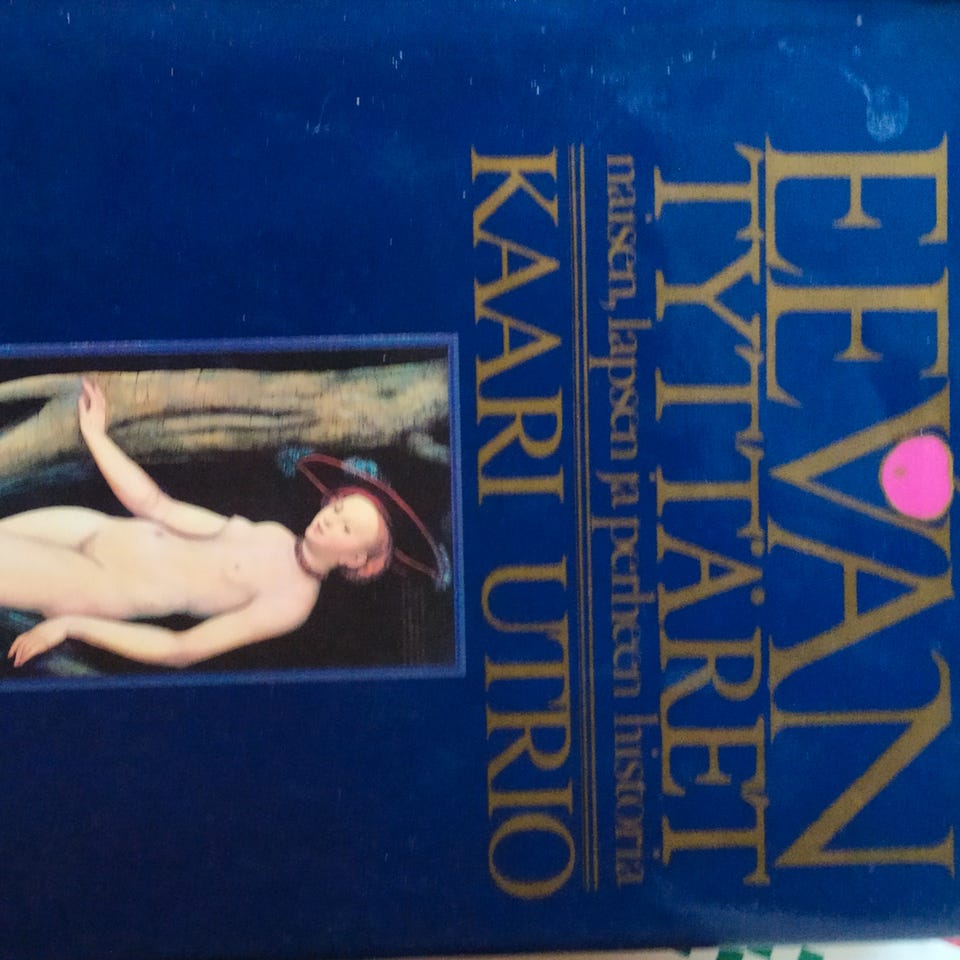 EEVAN
TYTTÄRET
naisen, lapsen ja perheen historia
KAARI UTRIO